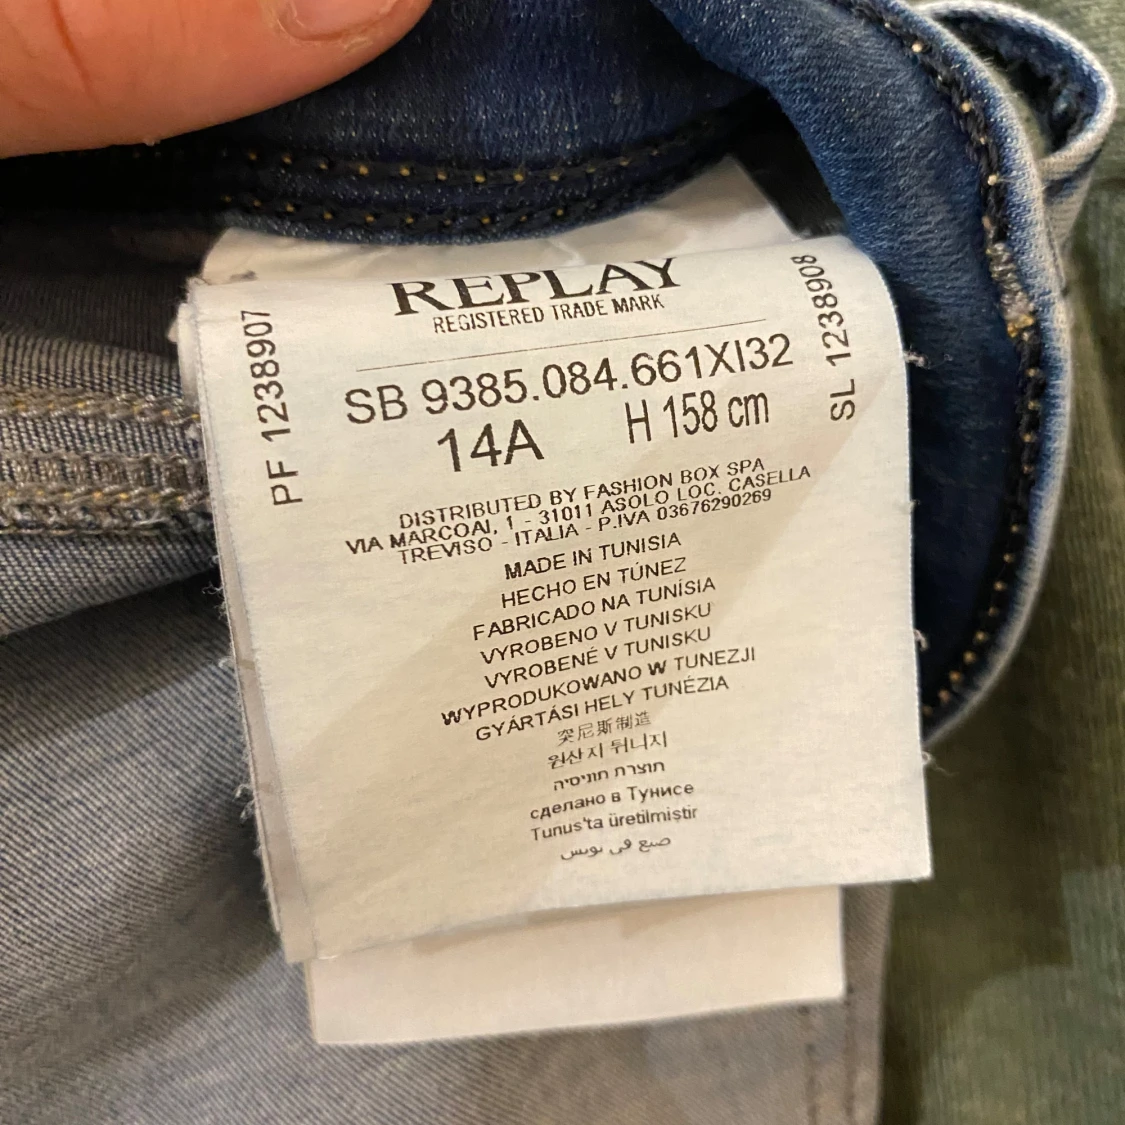 REPLAY
REGISTERED TRADE MARK
PF 1238907
SL 1238908
SB 9385.084.661XI32
14A H 158 cm
DISTRIBUTED BY FASHION BOX SPA
VIA MARCOAI, 1 - 31011 ASOLO LOC. CASELLA
TREVISO - ITALIA - P.IVA 03676290269
MADE IN TUNISIA
HECHO EN TÚNEZ
FABRICADO NA TUNÍSIA
VYROBENO V TUNISKU
VYROBENÉ V TUNISKU
WYPRODUKOWANO W TUNEZJI
GYÁRTÁSI HELY TUNÉZIA
突尼斯制造
원산지 튀니지
תוצרת תוניסיה
сделано в Тунисе
Tunus'ta üretilmiştir
صنع في تونس